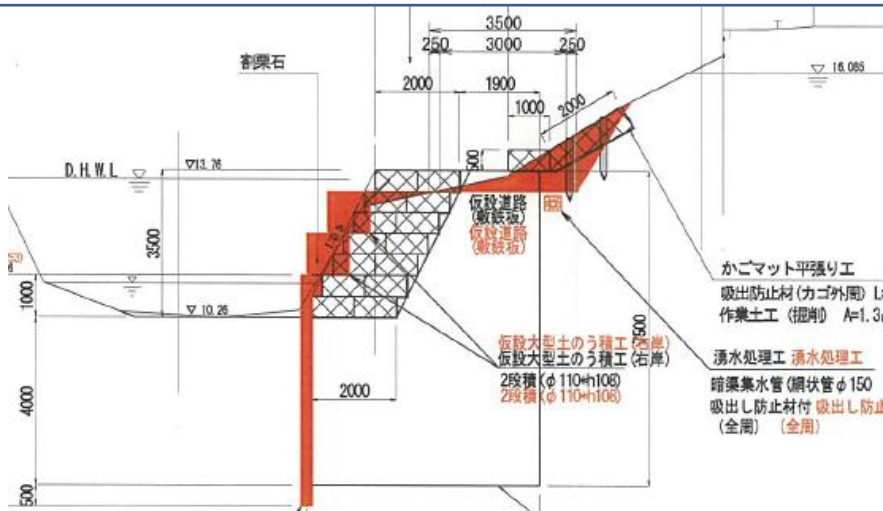 3500
250 3000 250
割栗石
2000 1900
16.085
1000 2000
D.H.W.L
▽13.76
500
仮設道路
(敷鉄板)
仮設道路
(敷鉄板)
3500
かごマット平張り工
吸出防止材(カゴ外周)
作業土工 (掘削) A=1.3
1000
▽10.26
仮設大型土のう積工(右岸)
仮設大型土のう積工(右岸)
2段積(φ110*h108)
2段積(φ110*h108)
湧水処理工 湧水処理工
暗渠集水管(網状管φ150
吸出し防止材付 吸出し防止
(全周) (全周)
2000
4000
500